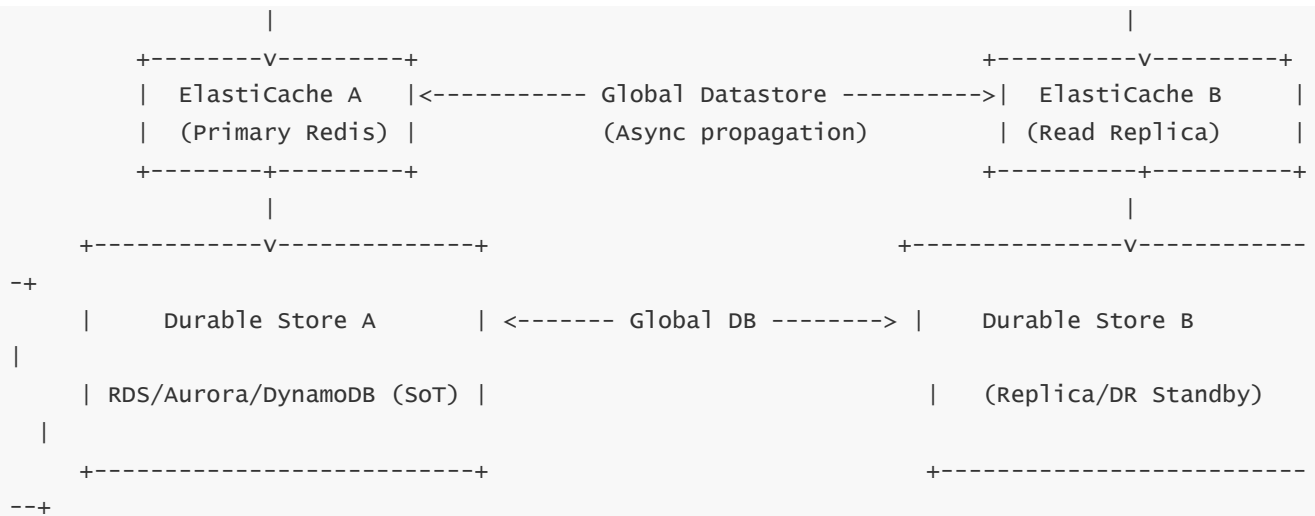 |                                                          |
     +--------v---------+                                   +----------v---------+
     |  ElastiCache A   |<----------- Global Datastore ---------->|  ElastiCache B     |
     |  (Primary Redis) |            (Async propagation)        | (Read Replica)     |
     +--------+---------+                                   +----------+----------+
             |                                                          |
+------------v--------------+                         +---------------v------------
-+
|     Durable Store A       | <------- Global DB --------> |    Durable Store B
|
| RDS/Aurora/DynamoDB (SoT) |                           |   (Replica/DR Standby)
  |
+---------------------------+                           +-------------------------
--+